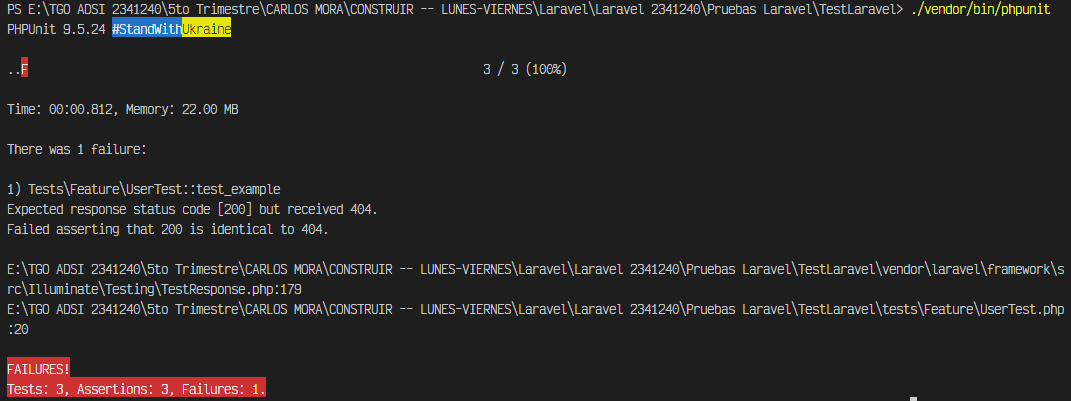 PS E:\TGO ADSI 2341240\5to Trimestre\CARLOS MORA\CONSTRUIR -- LUNES-VIERNES\Laravel\Laravel 2341240\Pruebas Laravel\TestLaravel> ./vendor/bin/phpunit
PHPUnit 9.5.24 #StandWithUkraine
..F 3 / 3 (100%)
Time: 00:00.812, Memory: 22.00 MB
There was 1 failure:
1) Tests\Feature\UserTest::test_example
Expected response status code [200] but received 404.
Failed asserting that 200 is identical to 404.
E:\TGO ADSI 2341240\5to Trimestre\CARLOS MORA\CONSTRUIR -- LUNES-VIERNES\Laravel\Laravel 2341240\Pruebas Laravel\TestLaravel\vendor\laravel\framework\s
rc\Illuminate\Testing\TestResponse.php:179
E:\TGO ADSI 2341240\5to Trimestre\CARLOS MORA\CONSTRUIR -- LUNES-VIERNES\Laravel\Laravel 2341240\Pruebas Laravel\TestLaravel\tests\Feature\UserTest.php
:20
FAILURES!
Tests: 3, Assertions: 3, Failures: 1.